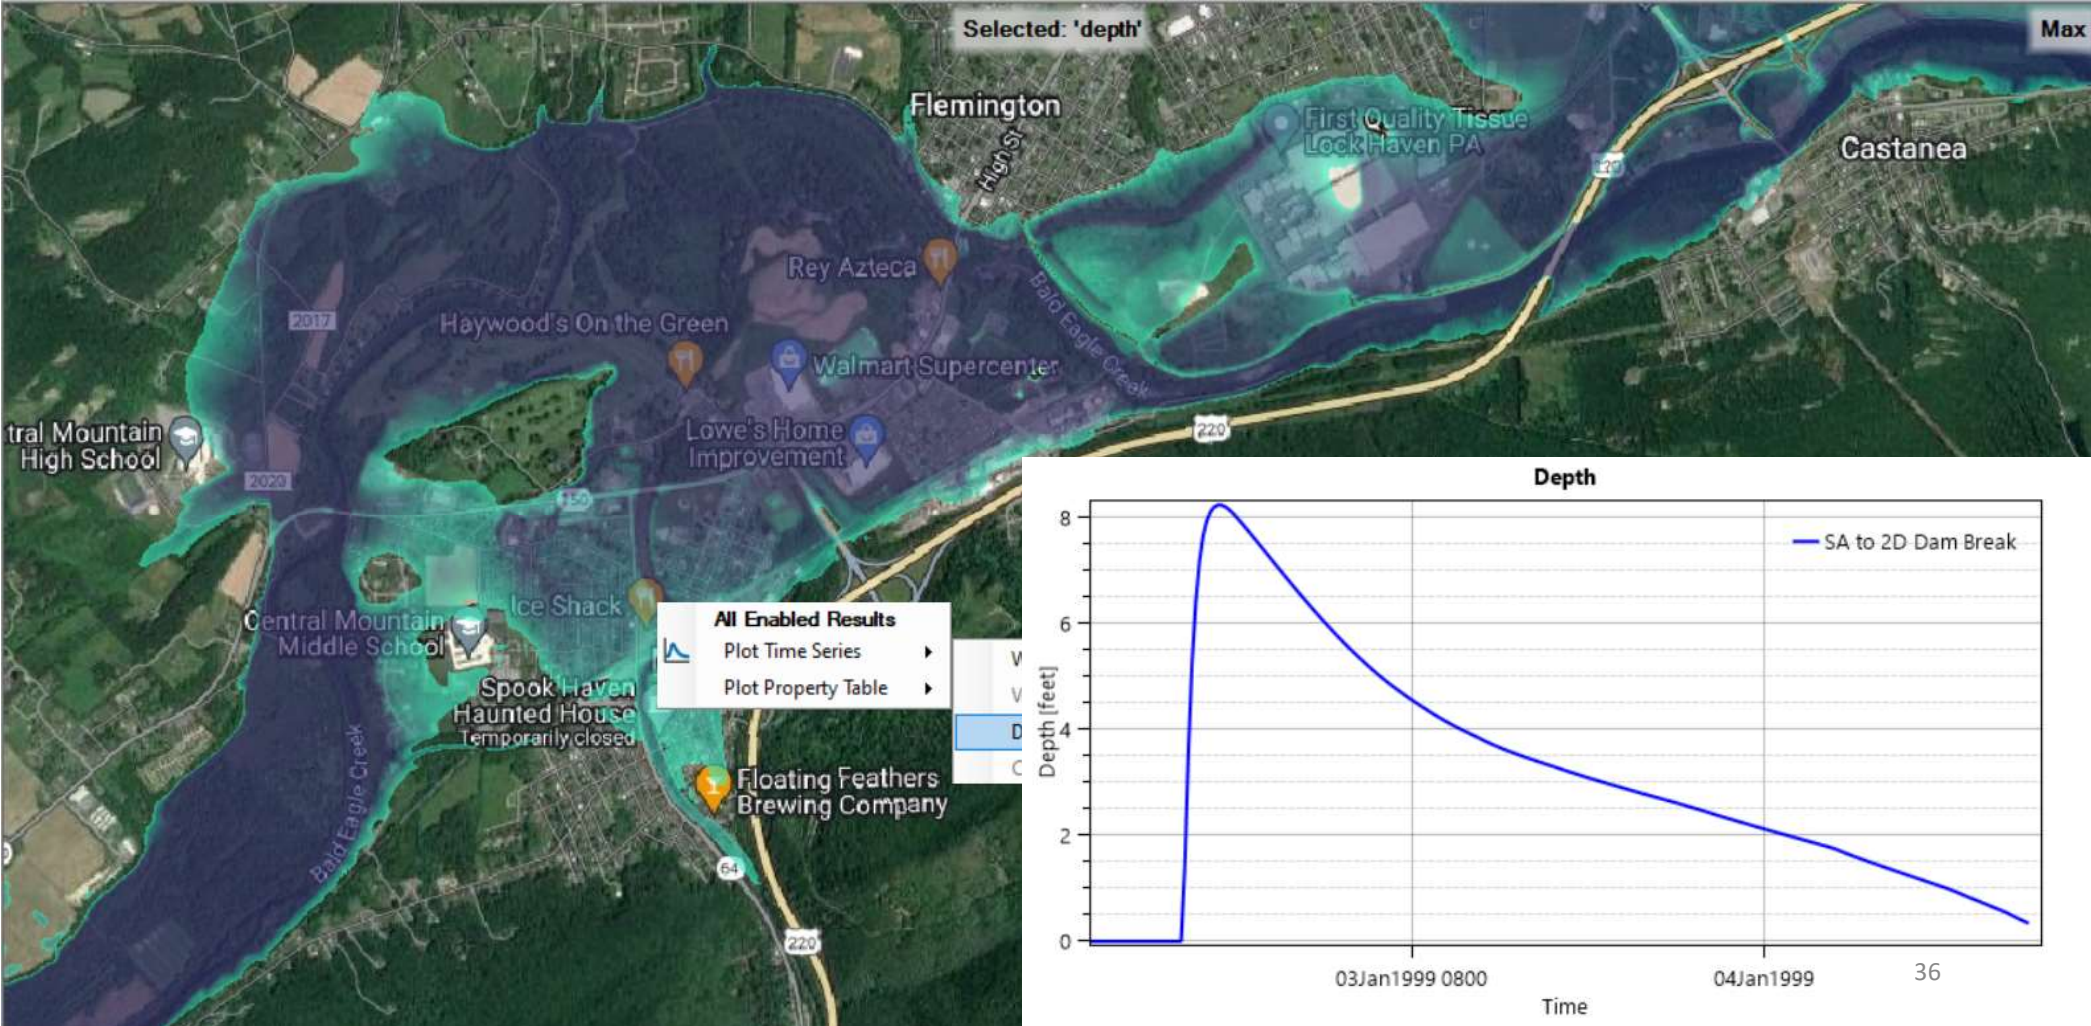 Selected: 'depth'
Max
Flemington
High St
First Quality Tissue
Lock Haven PA
Castanea
220
Rey Azteca
Bald Eagle Creek
2017
Haywood's On the Green
Walmart Supercenter
Lowe's Home
Improvement
220
tral Mountain
High School
2020
150
Ice Shack
Central Mountain
Middle School
All Enabled Results
Plot Time Series
Plot Property Table
W
V
D
C
Spook Haven
Haunted House
Temporarily closed
Floating Feathers
Brewing Company
Bald Eagle Creek
64
220
Depth
SA to 2D Dam Break
Depth [feet]
8
6
4
2
0
03Jan1999 0800
04Jan1999
Time
36